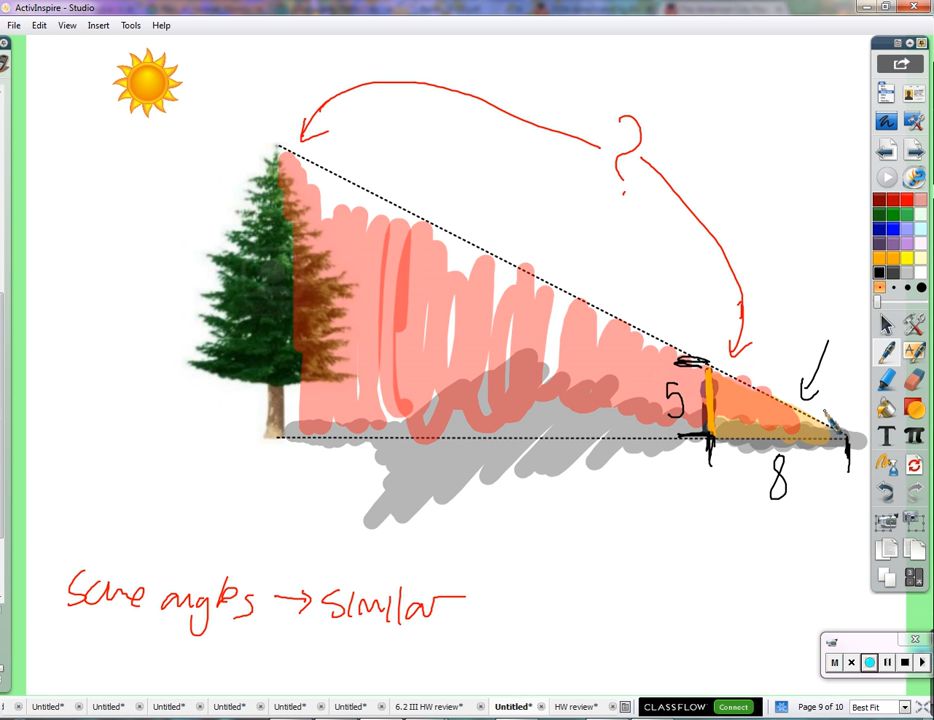 ActivInspire - Studio
File Edit View Insert Tools Help
?
5
8
same angles → similar
M
Untitled* Untitled* Untitled* Untitled* Untitled* Untitled* 6.2 III HW review* Untitled* HW review*
CLASSFLOW Connect
Page 9 of 10
Best Fit